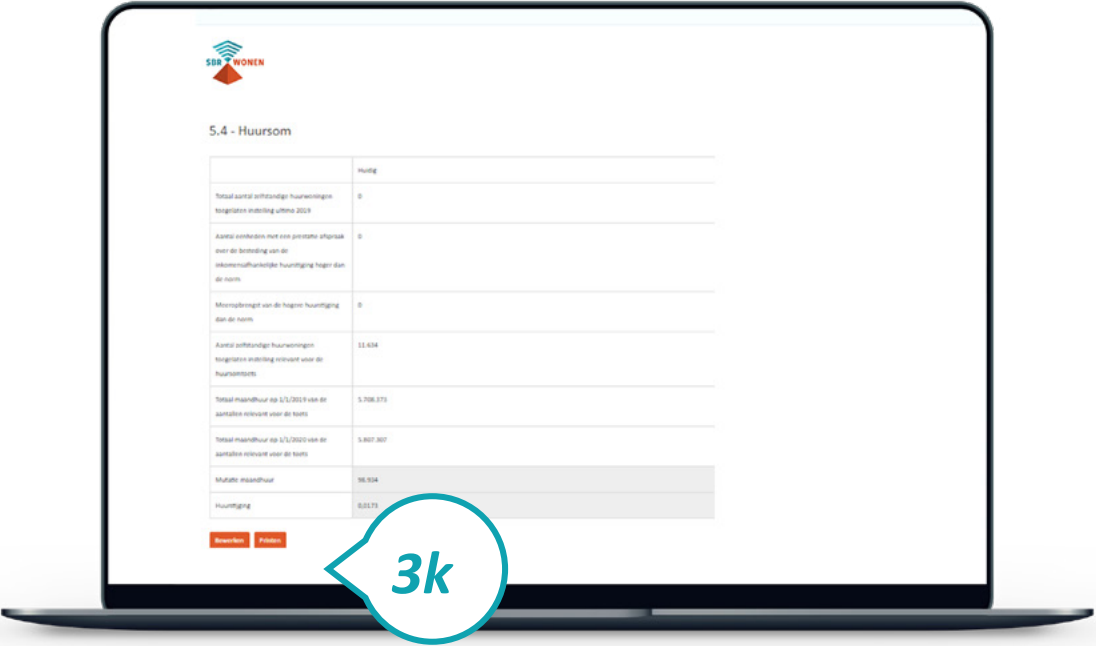 SBR WONEN
5.4 - Huursom
Huidig
Totaal aantal zelfstandige huurwoningen
toegelaten instelling ultimo 2019
0
Aantal eenheden met een prestatie afspraak
over de besteding van de
inkomensafhankelijke huurstijging hoger dan
de norm
0
Meeropbrengst van de hogere huurstijging
dan de norm
0
Aantal zelfstandige huurwoningen
toegelaten instelling relevant voor de
huursomtoets
11.634
Totaal maandhuur op 1/1/2019 van de
aantallen relevant voor de toets
5.708.373
Totaal maandhuur op 1/1/2020 van de
aantallen relevant voor de toets
5.807.307
Mutatie maandhuur
98.934
Huurstijging
0,0173
Bewerken Printen
3k